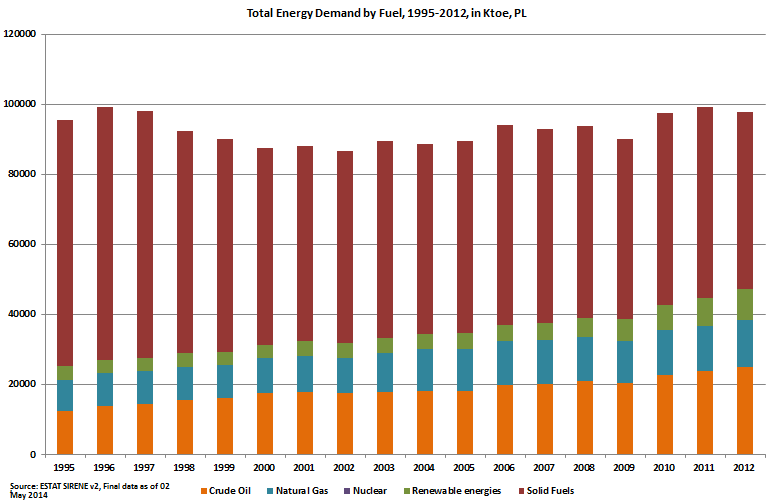 Total Energy Demand by Fuel, 1995-2012, in Ktoe, PL
120000
100000
80000
60000
40000
20000
0
1995 1996 1997 1998 1999 2000 2001 2002 2003 2004 2005 2006 2007 2008 2009 2010 2011 2012
Source: ESTAT SIRENE v2, Final data as of 02
May 2014
Crude Oil Natural Gas Nuclear Renewable energies Solid Fuels